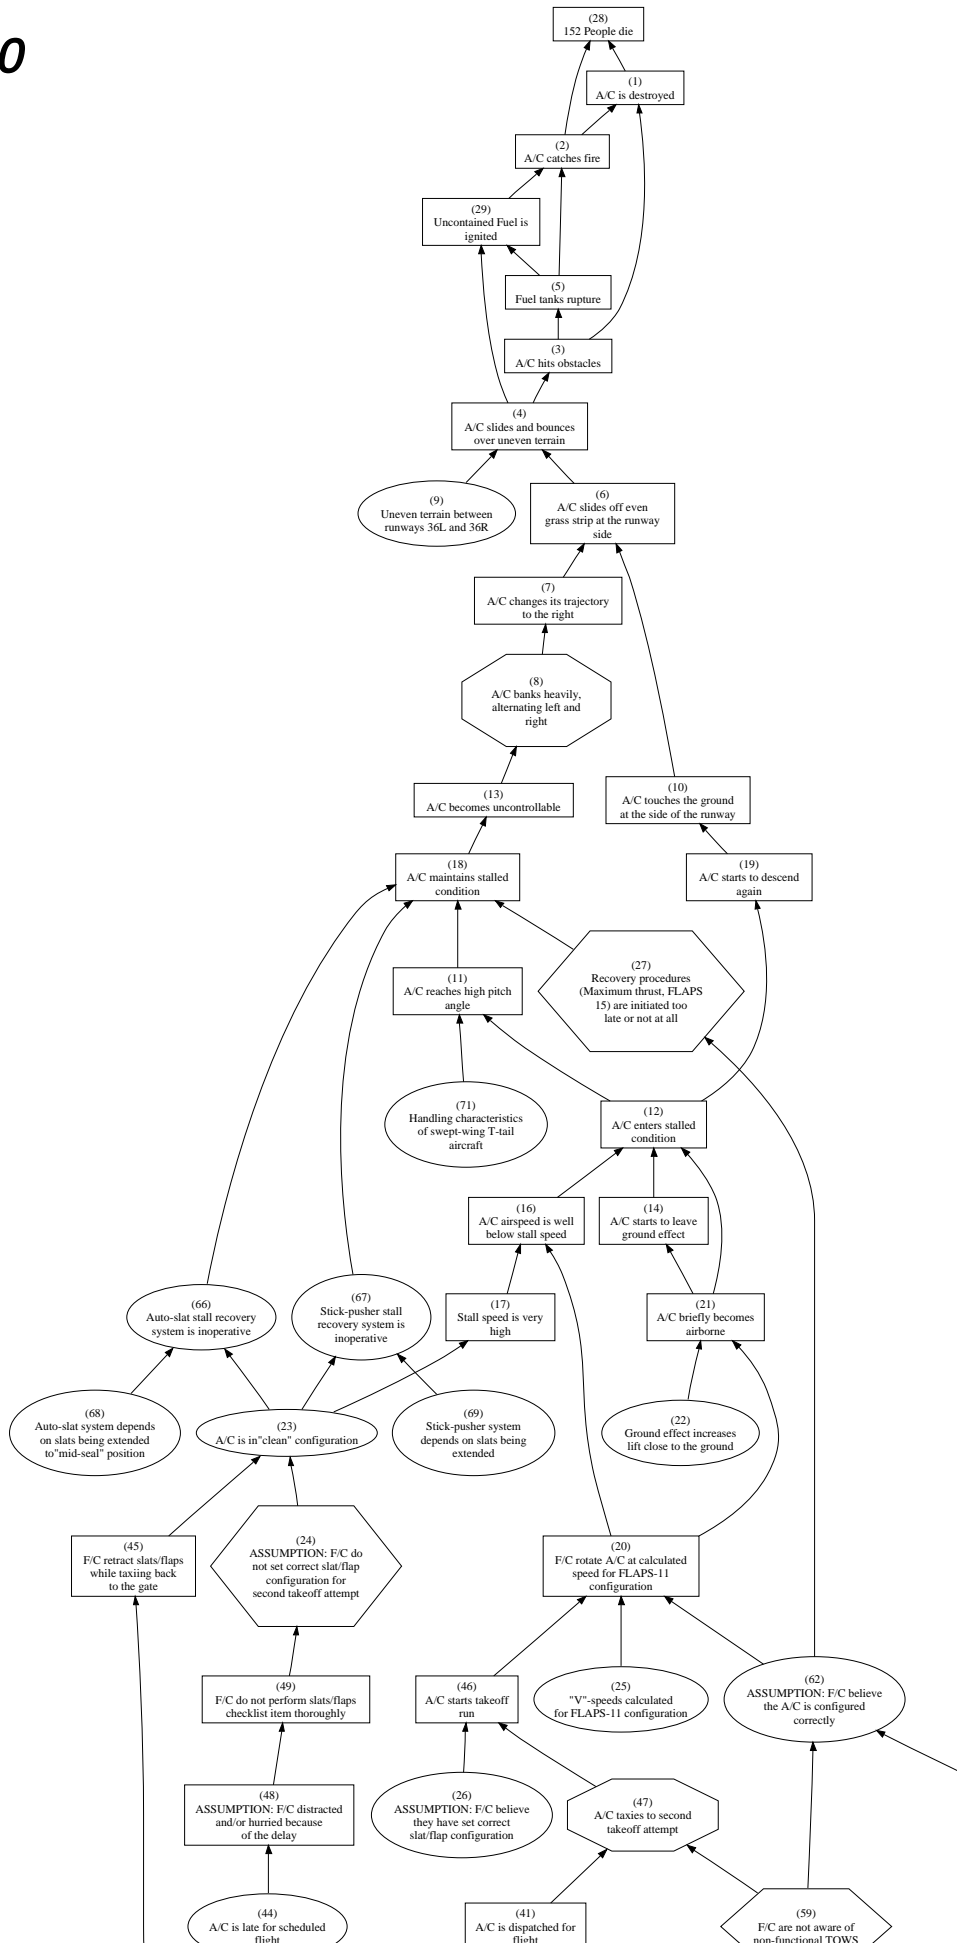 0
(28)
152 People die
(1)
A/C is destroyed
(2)
A/C catches fire
(29)
Uncontained Fuel is
ignited
(5)
Fuel tanks rupture
(3)
A/C hits obstacles
(4)
A/C slides and bounces
over uneven terrain
(9)
Uneven terrain between
runways 36L and 36R
(6)
A/C slides off even
grass strip at the runway
side
(7)
A/C changes its trajectory
to the right
(8)
A/C banks heavily,
alternating left and
right
(13)
A/C becomes uncontrollable
(10)
A/C touches the ground
at the side of the runway
(18)
A/C maintains stalled
condition
(19)
A/C starts to descend
again
(11)
A/C reaches high pitch
angle
(27)
Recovery procedures
(Maximum thrust, FLAPS
15) are initiated too
late or not at all
(71)
Handling characteristics
of swept-wing T-tail
aircraft
(12)
A/C enters stalled
condition
(16)
A/C airspeed is well
below stall speed
(14)
A/C starts to leave
ground effect
(66)
Auto-slat stall recovery
system is inoperative
(67)
Stick-pusher stall
recovery system is
inoperative
(17)
Stall speed is very
high
(21)
A/C briefly becomes
airborne
(68)
Auto-slat system depends
on slats being extended
to"mid-seal" position
(23)
A/C is in"clean" configuration
(69)
Stick-pusher system
depends on slats being
extended
(22)
Ground effect increases
lift close to the ground
(45)
F/C retract slats/flaps
while taxiing back
to the gate
(24)
ASSUMPTION: F/C do
not set correct slat/flap
configuration for
second takeoff attempt
(20)
F/C rotate A/C at calculated
speed for FLAPS-11
configuration
(49)
F/C do not perform slats/flaps
checklist item thoroughly
(46)
A/C starts takeoff
run
(25)
"V"-speeds calculated
for FLAPS-11 configuration
(62)
ASSUMPTION: F/C believe
the A/C is configured
correctly
(48)
ASSUMPTION: F/C distracted
and/or hurried because
of the delay
(26)
ASSUMPTION: F/C believe
they have set correct
slat/flap configuration
(47)
A/C taxies to second
takeoff attempt
(44)
A/C is late for scheduled
flight
(41)
A/C is dispatched for
flight
(59)
F/C are not aware of
non-functional TOWS